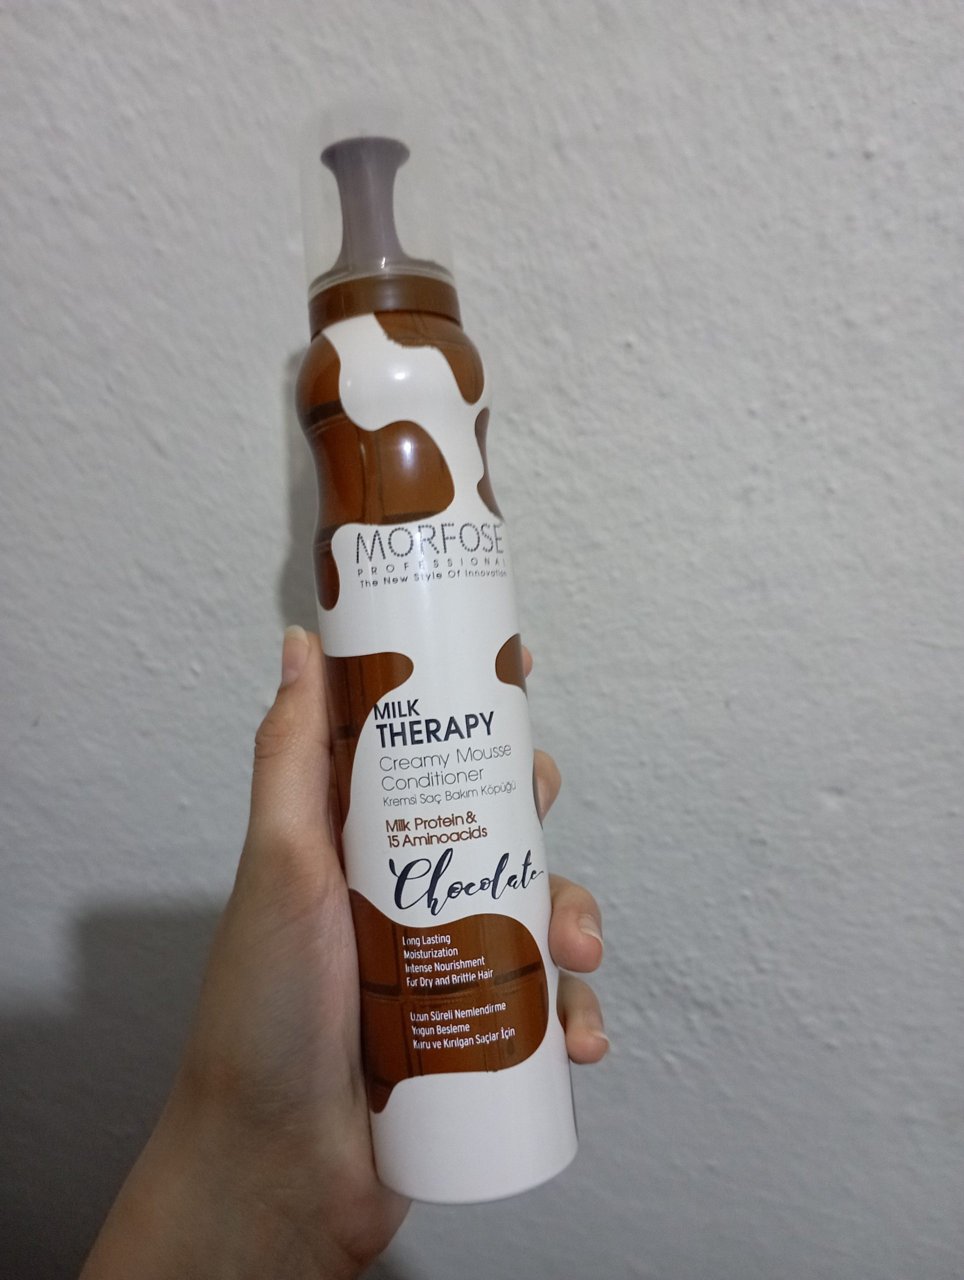 MORFOSE
PROFESSIONAL
The New Style Of Innovation
MILK
THERAPY
Creamy Mousse
Conditioner
Kremsi Saç Bakım Köpüğü
Milk Protein &
15 Aminoacids
Chocolate
Long Lasting
Moisturization
Intense Nourishment
For Dry and Brittle Hair
Uzun Süreli Nemlendirme
Yoğun Besleme
Kuru ve Kırılgan Saçlar İçin